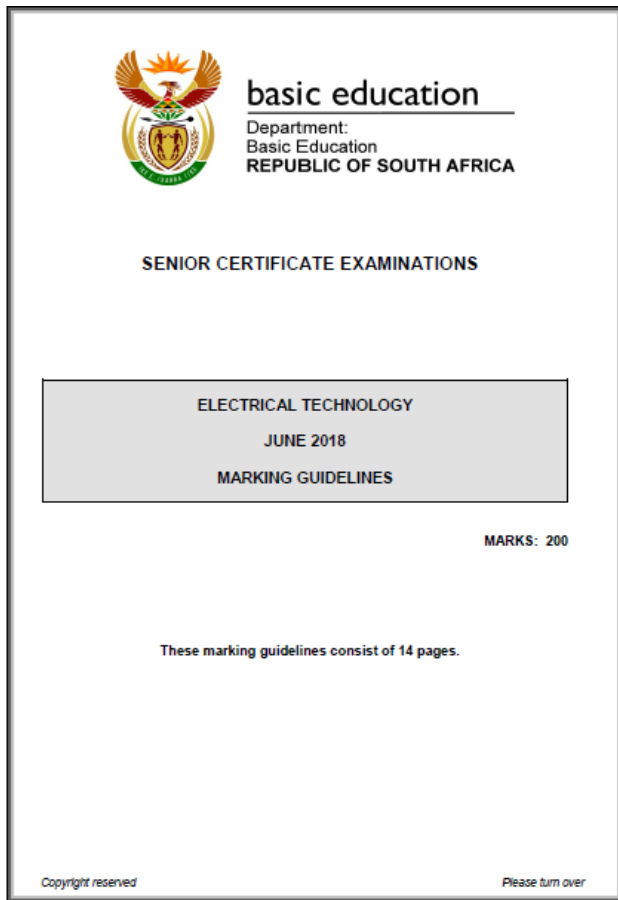 basic education
Department:
Basic Education
REPUBLIC OF SOUTH AFRICA
SENIOR CERTIFICATE EXAMINATIONS
ELECTRICAL TECHNOLOGY
JUNE 2018
MARKING GUIDELINES
MARKS: 200
These marking guidelines consist of 14 pages.
Copyright reserved
Please turn over